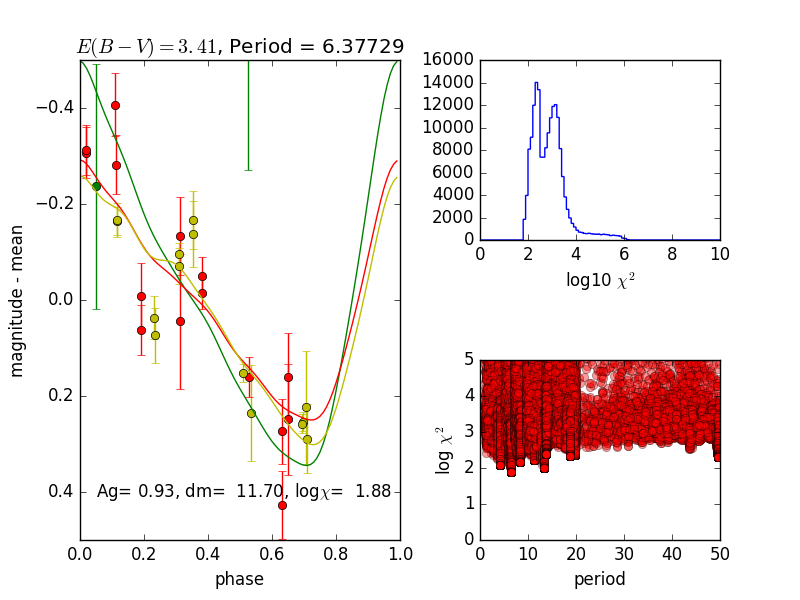 E(B−V)=3.41, Period = 6.37729
−0.4
−0.2
0.0
0.2
0.4
magnitude - mean
Ag= 0.93, dm=  11.70, logχ=  1.88
0.0 0.2 0.4 0.6 0.8 1.0
phase
16000
14000
12000
10000
8000
6000
4000
2000
0
0 2 4 6 8 10
log10 χ²
5
4
3
2
1
0
log χ²
0 10 20 30 40 50
period